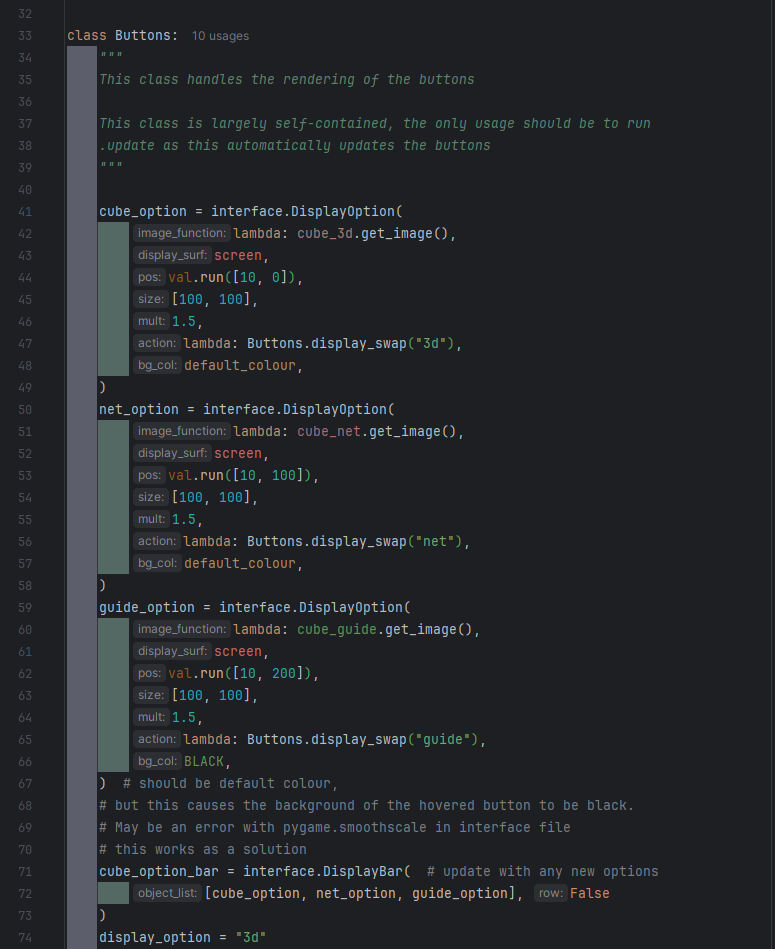 32
33 class Buttons: 10 usages
34 """
35 This class handles the rendering of the buttons
36
37 This class is largely self-contained, the only usage should be to run
38 .update as this automatically updates the buttons
39 """
40
41 cube_option = interface.DisplayOption(
42 image_function: lambda: cube_3d.get_image(),
43 display_surf: screen,
44 pos: val.run([10, 0]),
45 size: [100, 100],
46 mult: 1.5,
47 action: lambda: Buttons.display_swap("3d"),
48 bg_col: default_colour,
49 )
50 net_option = interface.DisplayOption(
51 image_function: lambda: cube_net.get_image(),
52 display_surf: screen,
53 pos: val.run([10, 100]),
54 size: [100, 100],
55 mult: 1.5,
56 action: lambda: Buttons.display_swap("net"),
57 bg_col: default_colour,
58 )
59 guide_option = interface.DisplayOption(
60 image_function: lambda: cube_guide.get_image(),
61 display_surf: screen,
62 pos: val.run([10, 200]),
63 size: [100, 100],
64 mult: 1.5,
65 action: lambda: Buttons.display_swap("guide"),
66 bg_col: BLACK,
67 ) # should be default colour,
68 # but this causes the background of the hovered button to be black.
69 # May be an error with pygame.smoothscale in interface file
70 # this works as a solution
71 cube_option_bar = interface.DisplayBar( # update with any new options
72 object_list: [cube_option, net_option, guide_option], row: False
73 )
74 display_option = "3d"